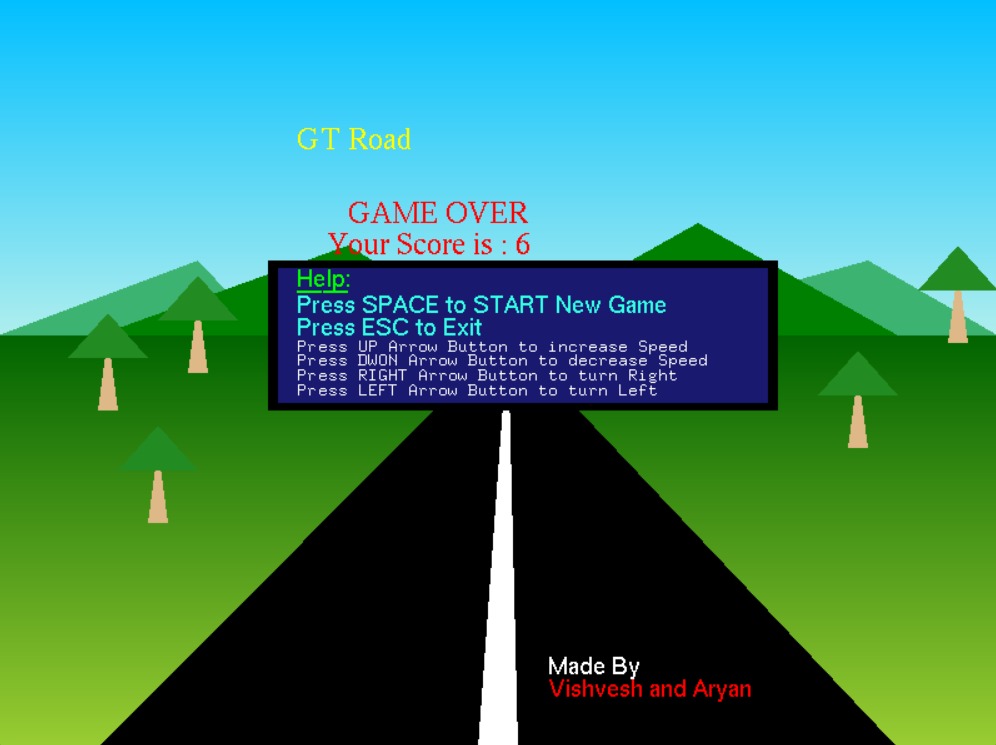 GT Road
GAME OVER
Your Score is : 6
Help:
Press SPACE to START New Game
Press ESC to Exit
Press UP Arrow Button to increase Speed
Press DWON Arrow Button to decrease Speed
Press RIGHT Arrow Button to turn Right
Press LEFT Arrow Button to turn Left
Made By
Vishvesh and Aryan